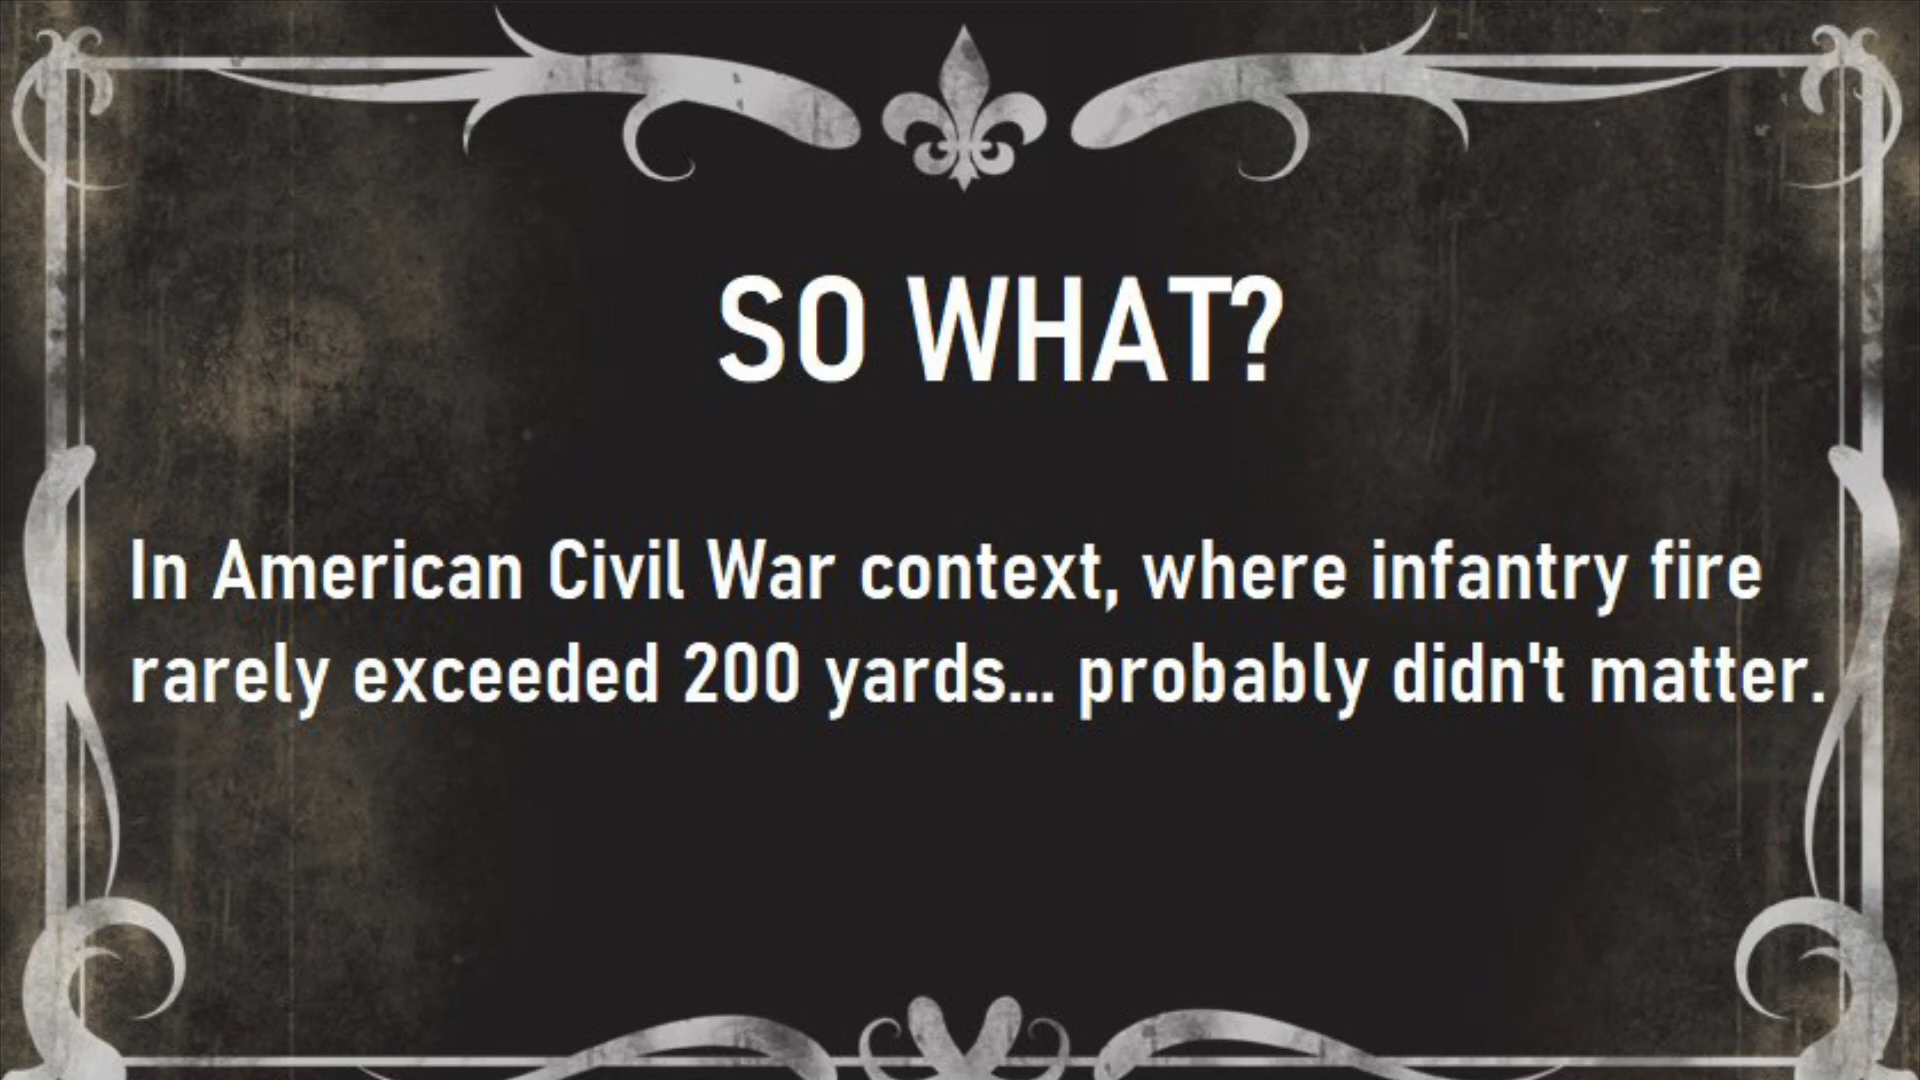 SO WHAT?
In American Civil War context, where infantry fire
rarely exceeded 200 yards... probably didn't matter.